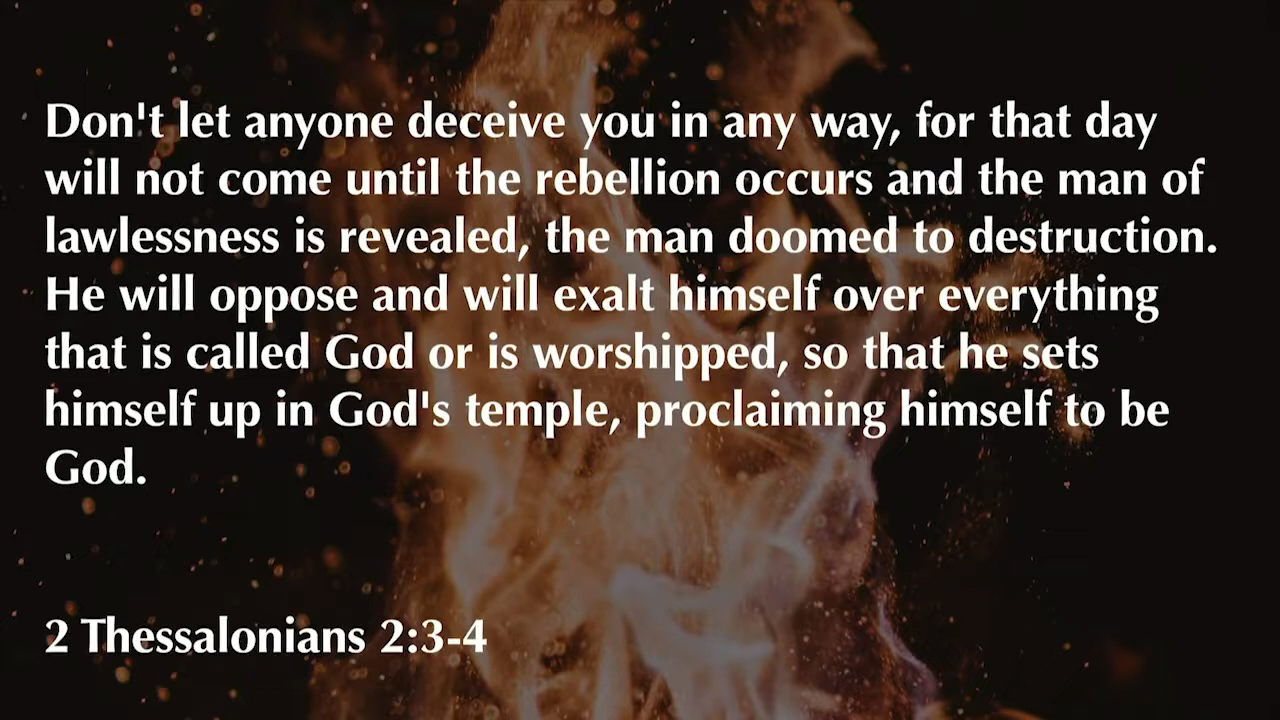 Don't let anyone deceive you in any way, for that day
will not come until the rebellion occurs and the man of
lawlessness is revealed, the man doomed to destruction.
He will oppose and will exalt himself over everything
that is called God or is worshipped, so that he sets
himself up in God's temple, proclaiming himself to be
God.
2 Thessalonians 2:3-4